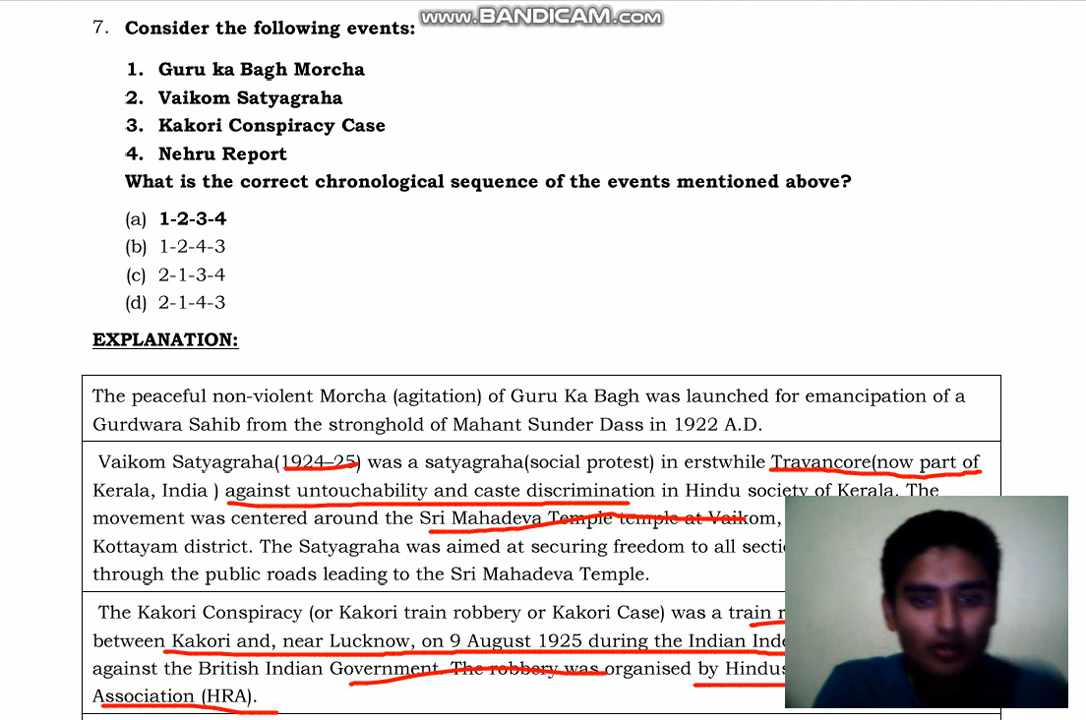 www.BANDICAM.com
7. Consider the following events:
1. Guru ka Bagh Morcha
2. Vaikom Satyagraha
3. Kakori Conspiracy Case
4. Nehru Report
What is the correct chronological sequence of the events mentioned above?
(a) 1-2-3-4
(b) 1-2-4-3
(c) 2-1-3-4
(d) 2-1-4-3
EXPLANATION:
The peaceful non-violent Morcha (agitation) of Guru Ka Bagh was launched for emancipation of a
Gurdwara Sahib from the stronghold of Mahant Sunder Dass in 1922 A.D.
Vaikom Satyagraha(1924–25) was a satyagraha(social protest) in erstwhile Travancore(now part of
Kerala, India ) against untouchability and caste discrimination in Hindu society of Kerala. The
movement was centered around the Sri Mahadeva Temple temple at Vaikom,
Kottayam district. The Satyagraha was aimed at securing freedom to all secti
through the public roads leading to the Sri Mahadeva Temple.
The Kakori Conspiracy (or Kakori train robbery or Kakori Case) was a train r
between Kakori and, near Lucknow, on 9 August 1925 during the Indian Inde
against the British Indian Government. The robbery was organised by Hindus
Association (HRA).